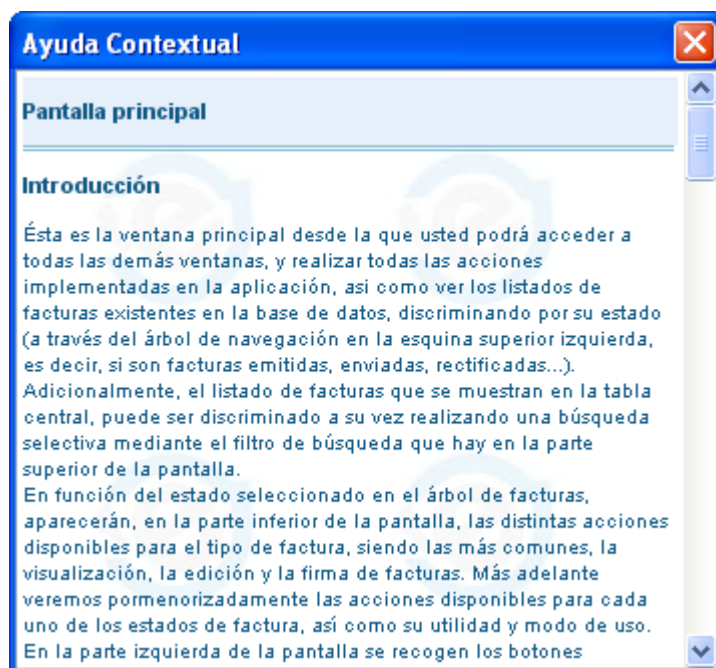 Ayuda Contextual
Pantalla principal
Introducción
Ésta es la ventana principal desde la que usted podrá acceder a
todas las demás ventanas, y realizar todas las acciones
implementadas en la aplicación, asi como ver los listados de
facturas existentes en la base de datos, discriminando por su estado
(a través del árbol de navegación en la esquina superior izquierda,
es decir, si son facturas emitidas, enviadas, rectificadas...).
Adicionalmente, el listado de facturas que se muestran en la tabla
central, puede ser discriminado a su vez realizando una búsqueda
selectiva mediante el filtro de búsqueda que hay en la parte
superior de la pantalla.
En función del estado seleccionado en el árbol de facturas,
aparecerán, en la parte inferior de la pantalla, las distintas acciones
disponibles para el tipo de factura, siendo las más comunes, la
visualización, la edición y la firma de facturas. Más adelante
veremos pormenorizadamente las acciones disponibles para cada
uno de los estados de factura, así como su utilidad y modo de uso.
En la parte izquierda de la pantalla se recogen los botones